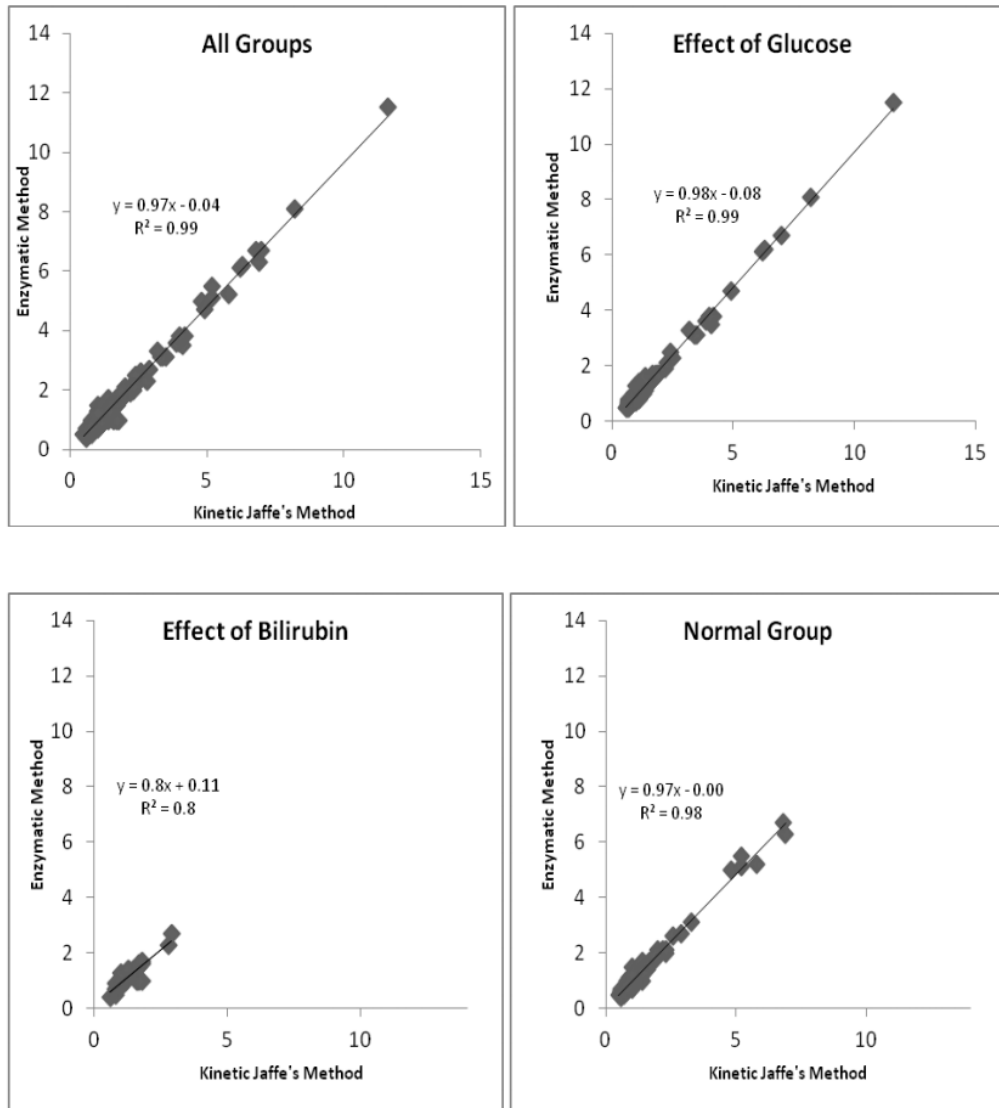 All Groups
14
12
10
8
6
4
2
0
Enzymatic Method
y = 0.97x - 0.04
R² = 0.99
0 5 10 15
Kinetic Jaffe's Method
Effect of Glucose
14
12
10
8
6
4
2
0
Enzymatic Method
y = 0.98x - 0.08
R² = 0.99
0 5 10 15
Kinetic Jaffe's Method
Effect of Bilirubin
14
12
10
8
6
4
2
0
Enzymatic Method
y = 0.8x + 0.11
R² = 0.8
0 5 10
Kinetic Jaffe's Method
Normal Group
14
12
10
8
6
4
2
0
Enzymatic Method
y = 0.97x - 0.00
R² = 0.98
0 5 10
Kinetic Jaffe's Method